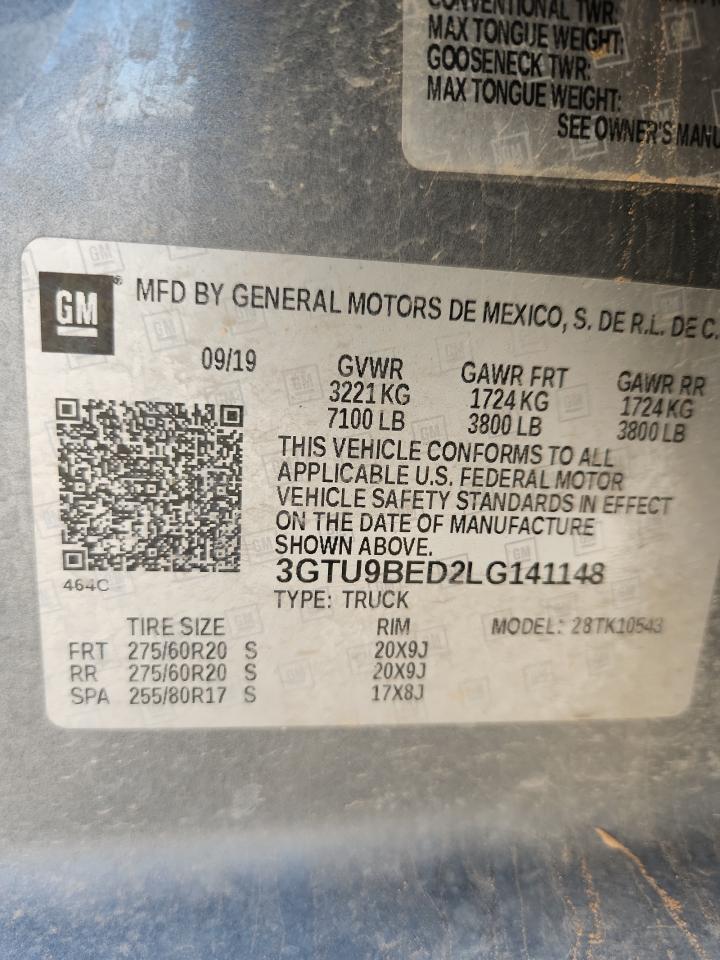 CONVENTIONAL TWR:
MAX TONGUE WEIGHT:
GOOSENECK TWR:
MAX TONGUE WEIGHT:
SEE OWNER'S MANU
GM
MFD BY GENERAL MOTORS DE MEXICO, S. DE R.L. DE C.
09/19
GVWR GAWR FRT GAWR RR
3221 KG 1724 KG 1724 KG
7100 LB 3800 LB 3800 LB
THIS VEHICLE CONFORMS TO ALL
APPLICABLE U.S. FEDERAL MOTOR
VEHICLE SAFETY STANDARDS IN EFFECT
ON THE DATE OF MANUFACTURE
SHOWN ABOVE.
3GTU9BED2LG141148
464C
TYPE: TRUCK
TIRE SIZE RIM MODEL: 28TK10543
FRT 275/60R20 S 20X9J
RR 275/60R20 S 20X9J
SPA 255/80R17 S 17X8J